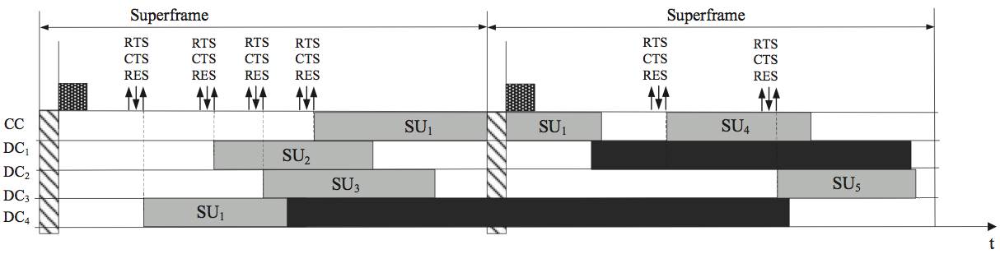 Superframe Superframe
RTS RTS RTS RTS RTS RTS
CTS CTS CTS CTS CTS CTS
RES RES RES RES RES RES
CC SU1 SU1 SU4
DC1 SU2
DC2 SU3 SU5
DC3
DC4 SU1
t